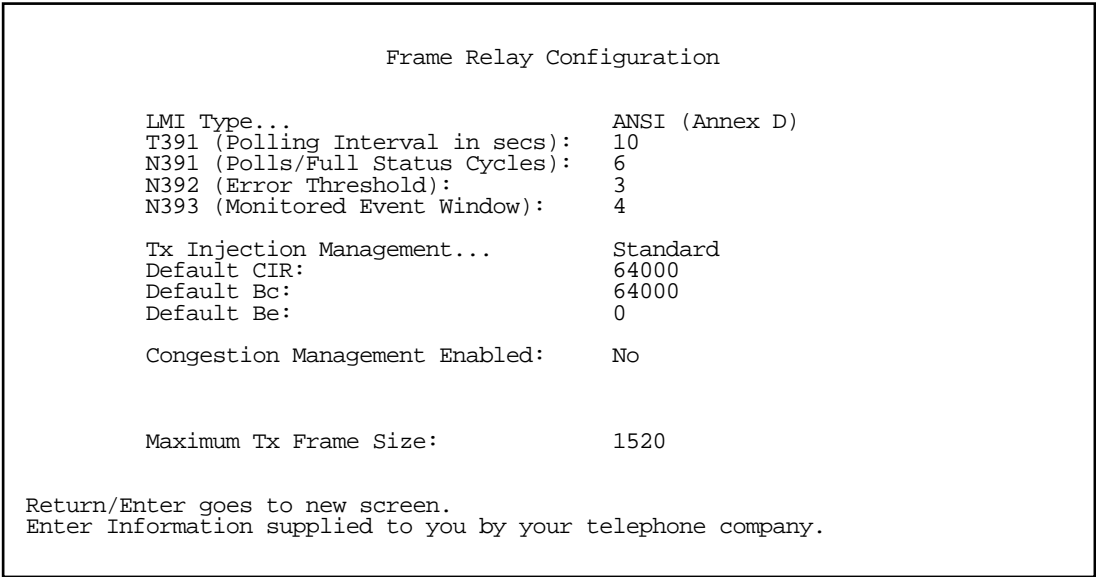 Frame Relay Configuration
LMI Type... ANSI (Annex D)
T391 (Polling Interval in secs): 10
N391 (Polls/Full Status Cycles): 6
N392 (Error Threshold): 3
N393 (Monitored Event Window): 4
Tx Injection Management... Standard
Default CIR: 64000
Default Bc: 64000
Default Be: 0
Congestion Management Enabled: No
Maximum Tx Frame Size: 1520
Return/Enter goes to new screen.
Enter Information supplied to you by your telephone company.